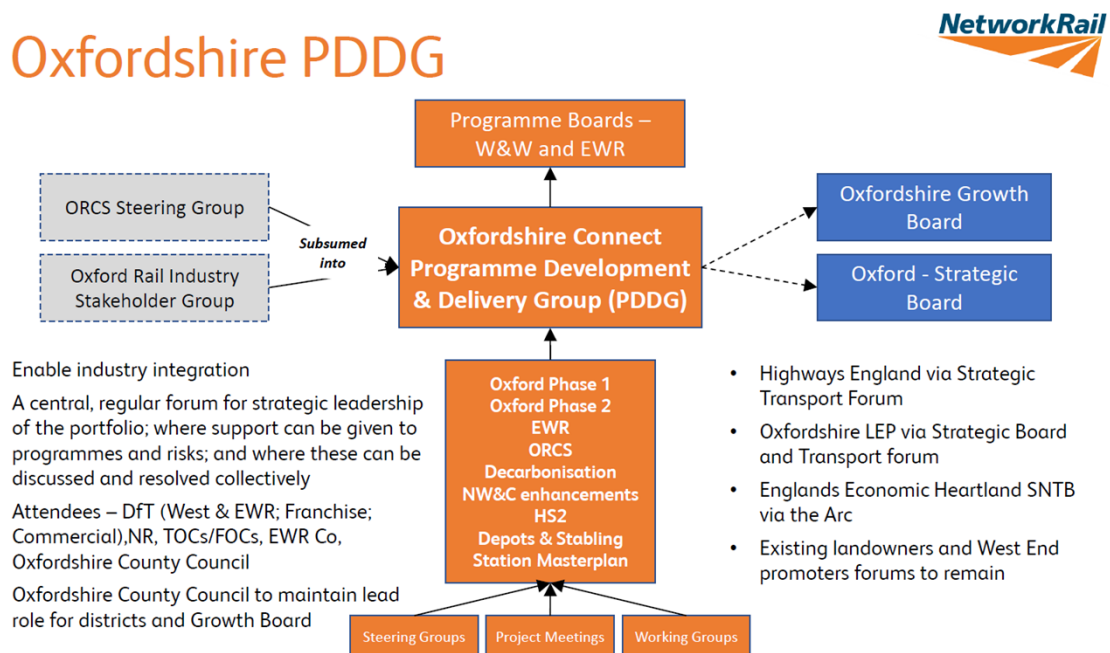 NetworkRail
Oxfordshire PDDG
Programme Boards –
W&W and EWR
ORCS Steering Group
Oxford Rail Industry
Stakeholder Group
Subsumed
into
Oxfordshire Connect
Programme Development
& Delivery Group (PDDG)
Oxfordshire Growth
Board
Oxford - Strategic
Board
Enable industry integration
A central, regular forum for strategic leadership
of the portfolio; where support can be given to
programmes and risks; and where these can be
discussed and resolved collectively
Attendees – DfT (West & EWR; Franchise;
Commercial),NR, TOCs/FOCs, EWR Co,
Oxfordshire County Council
Oxfordshire County Council to maintain lead
role for districts and Growth Board
Oxford Phase 1
Oxford Phase 2
EWR
ORCS
Decarbonisation
NW&C enhancements
HS2
Depots & Stabling
Station Masterplan
• Highways England via Strategic
Transport Forum
• Oxfordshire LEP via Strategic Board
and Transport forum
• Englands Economic Heartland SNTB
via the Arc
• Existing landowners and West End
promoters forums to remain
Steering Groups
Project Meetings
Working Groups